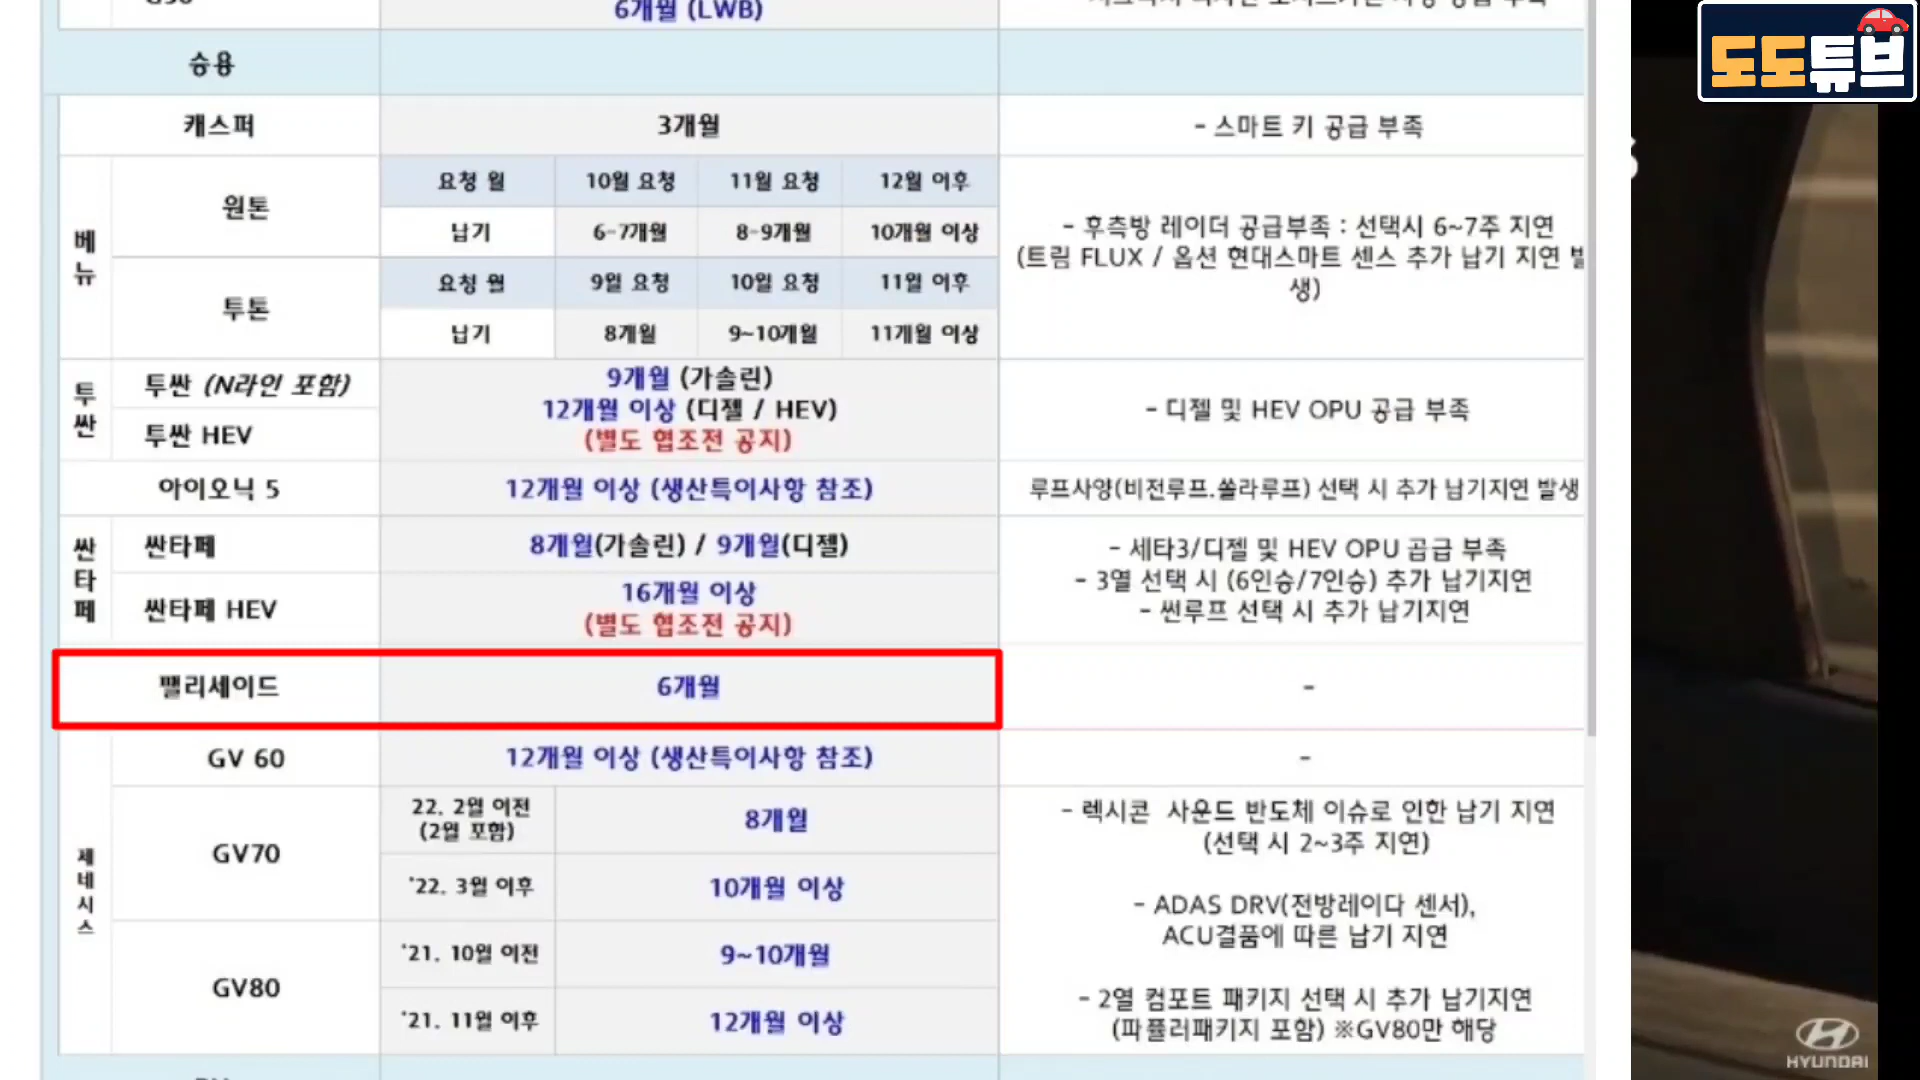 6개월 (LWB)
도도튜브
승용
캐스퍼
3개월
- 스마트 키 공급 부족
베뉴
원톤
요청 월
10월 요청
11월 요청
12월 이후
납기
6-7개월
8-9개월
10개월 이상
- 후측방 레이더 공급부족 : 선택시 6~7주 지연
(트림 FLUX / 옵션 현대스마트 센스 추가 납기 지연 발
생)
투톤
요청 월
9월 요청
10월 요청
11월 이후
납기
8개월
9~10개월
11개월 이상
투싼
투싼 (N라인 포함)
투싼 HEV
9개월 (가솔린)
12개월 이상 (디젤 / HEV)
(별도 협조전 공지)
- 디젤 및 HEV OPU 공급 부족
아이오닉 5
12개월 이상 (생산특이사항 참조)
루프사양(비전루프.쏠라루프) 선택 시 추가 납기지연 발생
싼타페
싼타페
8개월(가솔린) / 9개월(디젤)
싼타페 HEV
16개월 이상
(별도 협조전 공지)
- 세타3/디젤 및 HEV OPU 곱급 부족
- 3열 선택 시 (6인승/7인승) 추가 납기지연
- 썬루프 선택 시 추가 납기지연
팰리세이드
6개월
-
제네시스
GV 60
12개월 이상 (생산특이사항 참조)
-
GV70
22. 2월 이전
(2월 포함)
8개월
'22. 3월 이후
10개월 이상
GV80
'21. 10월 이전
9~10개월
'21. 11월 이후
12개월 이상
- 렉시콘 사운드 반도체 이슈로 인한 납기 지연
(선택 시 2~3주 지연)
- ADAS DRV(전방레이다 센서),
ACU결품에 따른 납기 지연
- 2열 컴포트 패키지 선택 시 추가 납기지연
(파퓰러패키지 포함) ※GV80만 해당
HYUNDAI